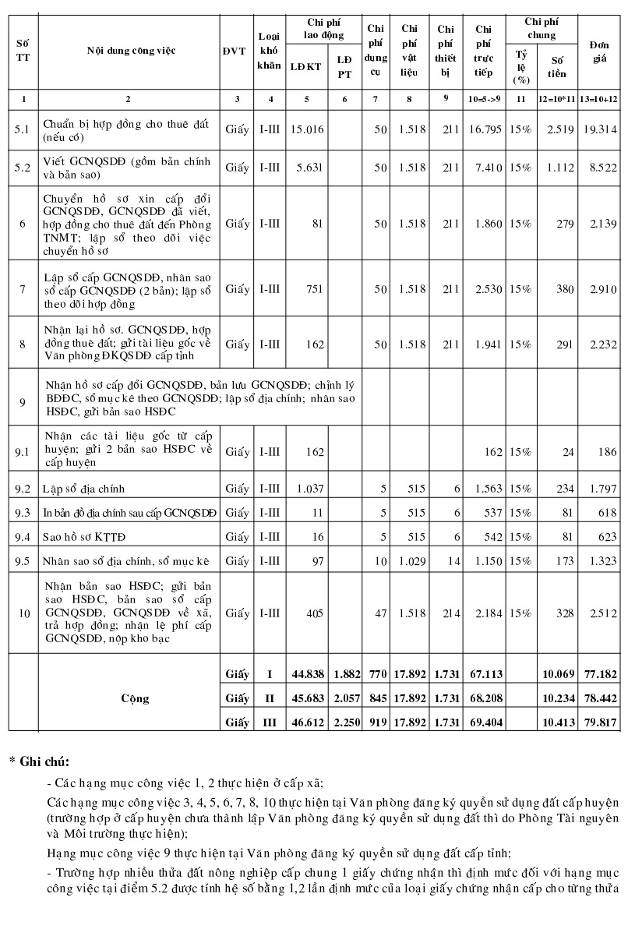 Số TT | Nội dung công việc | ĐVT | Loại khó khăn | Chi phí lao động | Chi phí dụng cụ | Chi phí vật liệu | Chi phí thiết bị | Chi phí trực tiếp | Chi phí chung | Đơn giá
LĐKT | LĐ PT | Tỷ lệ (%) | Số tiền
1 | 2 | 3 | 4 | 5 | 6 | 7 | 8 | 9 | 10=5->9 | 11 | 12=10*11 | 13=10+12
5.1 | Chuẩn bị hợp đồng cho thuê đất (nếu có) | Giấy | I-III | 15.016 | | 50 | 1.518 | 211 | 16.795 | 15% | 2.519 | 19.314
5.2 | Viết GCNQSDĐ (gồm bản chính và bản sao) | Giấy | I-III | 5.631 | | 50 | 1.518 | 211 | 7.410 | 15% | 1.112 | 8.522
6 | Chuyển hồ sơ xin cấp đổi GCNQSDĐ, GCNQSDĐ đã viết, hợp đồng cho thuê đất đến Phòng TNMT; lập sổ theo dõi việc chuyển hồ sơ | Giấy | I-III | 81 | | 50 | 1.518 | 211 | 1.860 | 15% | 279 | 2.139
7 | Lập sổ cấp GCNQSDĐ, nhân sao sổ cấp GCNQSDĐ (2 bản); lập sổ theo dõi hợp đồng | Giấy | I-III | 751 | | 50 | 1.518 | 211 | 2.530 | 15% | 380 | 2.910
8 | Nhận lại hồ sơ. GCNQSDĐ, hợp đồng thuê đất; gửi tài liệu gốc về Văn phòng ĐKQSDĐ cấp tỉnh | Giấy | I-III | 162 | | 50 | 1.518 | 211 | 1.941 | 15% | 291 | 2.232
9 | Nhận hồ sơ cấp đổi GCNQSDĐ, bản lưu GCNQSDĐ; chỉnh lý BĐĐC, sổ mục kê theo GCNQSDĐ; lập sổ địa chính; nhân sao HSĐC, gửi bản sao HSĐC
9.1 | Nhận các tài liệu gốc từ cấp huyện; gửi 2 bản sao HSĐC về cấp huyện | Giấy | I-III | 162 | | | | | 162 | 15% | 24 | 186
9.2 | Lập sổ địa chính | Giấy | I-III | 1.037 | | 5 | 515 | 6 | 1.563 | 15% | 234 | 1.797
9.3 | In bản đồ địa chính sau cấp GCNQSDĐ | Giấy | I-III | 11 | | 5 | 515 | 6 | 537 | 15% | 81 | 618
9.4 | Sao hồ sơ KTTĐ | Giấy | I-III | 16 | | 5 | 515 | 6 | 542 | 15% | 81 | 623
9.5 | Nhân sao sổ địa chính, sổ mục kê | Giấy | I-III | 97 | | 10 | 1.029 | 14 | 1.150 | 15% | 173 | 1.323
10 | Nhận bản sao HSĐC; gửi bản sao HSĐC, bản sao sổ cấp GCNQSDĐ, GCNQSDĐ về xã, trả hợp đồng; nhận lệ phí cấp GCNQSDĐ, nộp kho bạc | Giấy | I-III | 405 | | 47 | 1.518 | 214 | 2.184 | 15% | 328 | 2.512
Cộng | Giấy | I | 44.838 | 1.882 | 770 | 17.892 | 1.731 | 67.113 | | 10.069 | 77.182
Giấy | II | 45.683 | 2.057 | 845 | 17.892 | 1.731 | 68.208 | | 10.234 | 78.442
Giấy | III | 46.612 | 2.250 | 919 | 17.892 | 1.731 | 69.404 | | 10.413 | 79.817
* Ghi chú:
- Các hạng mục công việc 1, 2 thực hiện ở cấp xã;
Các hạng mục công việc 3, 4, 5, 6, 7, 8, 10 thực hiện tại Văn phòng đăng ký quyền sử dụng đất cấp huyện
(trường hợp ở cấp huyện chưa thành lập Văn phòng đăng ký quyền sử dụng đất thì do Phòng Tài nguyên
và Môi trường thực hiện);
Hạng mục công việc 9 thực hiện tại Văn phòng đăng ký quyền sử dụng đất cấp tỉnh;
- Trường hợp nhiều thửa đất nông nghiệp cấp chung 1 giấy chứng nhận thì định mức đối với hạng mục
công việc tại điểm 5.2 được tính hệ số bằng 1,2 lần định mức của loại giấy chứng nhận cấp cho từng thửa